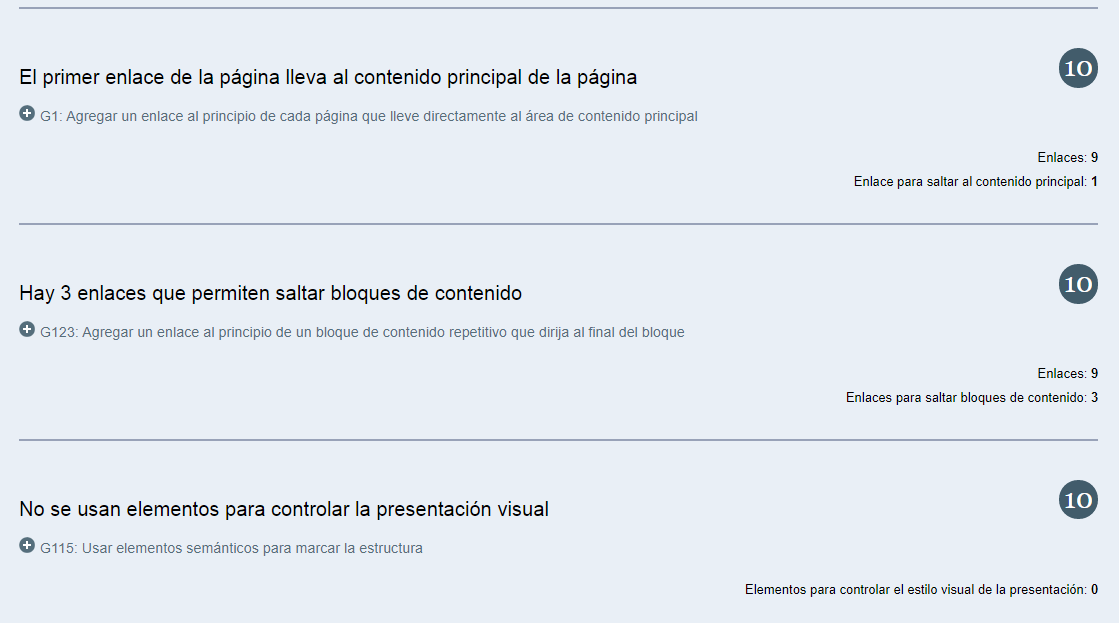 El primer enlace de la página lleva al contenido principal de la página
10
G1: Agregar un enlace al principio de cada página que lleve directamente al área de contenido principal
Enlaces: 9
Enlace para saltar al contenido principal: 1
Hay 3 enlaces que permiten saltar bloques de contenido
10
G123: Agregar un enlace al principio de un bloque de contenido repetitivo que dirija al final del bloque
Enlaces: 9
Enlaces para saltar bloques de contenido: 3
No se usan elementos para controlar la presentación visual
10
G115: Usar elementos semánticos para marcar la estructura
Elementos para controlar el estilo visual de la presentación: 0